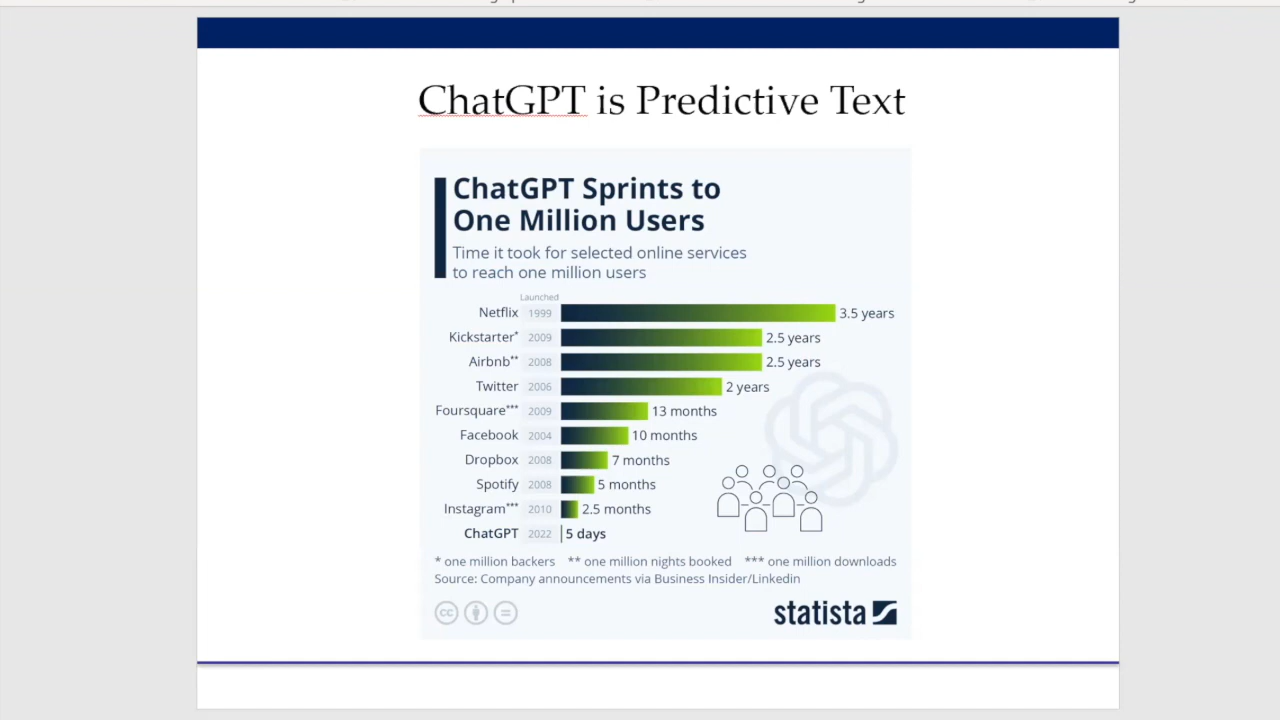 ChatGPT is Predictive Text
ChatGPT Sprints to
One Million Users
Time it took for selected online services
to reach one million users
Launched
Netflix 1999 3.5 years
Kickstarter* 2009 2.5 years
Airbnb** 2008 2.5 years
Twitter 2006 2 years
Foursquare*** 2009 13 months
Facebook 2004 10 months
Dropbox 2008 7 months
Spotify 2008 5 months
Instagram*** 2010 2.5 months
ChatGPT 2022 5 days
* one million backers ** one million nights booked *** one million downloads
Source: Company announcements via Business Insider/Linkedin
cc
statista